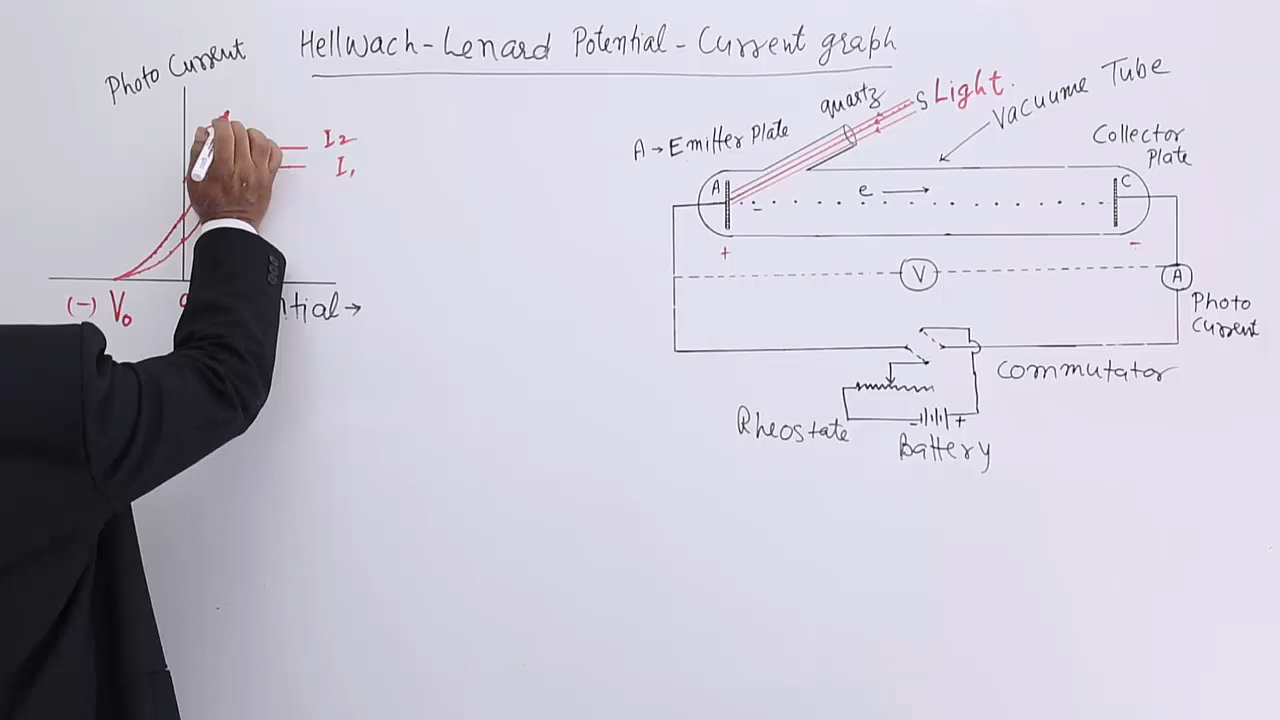 Hellwach-Lenard Potential-Current graph
Photo Current
I2
I1
(-) V0
ntial →
S Light.
quartz
Vacuume Tube
A → Emitter Plate
Collector Plate
A
e →
C
-
+
-
V
A
Photo Current
Commutator
Rheostate
- +
Battery